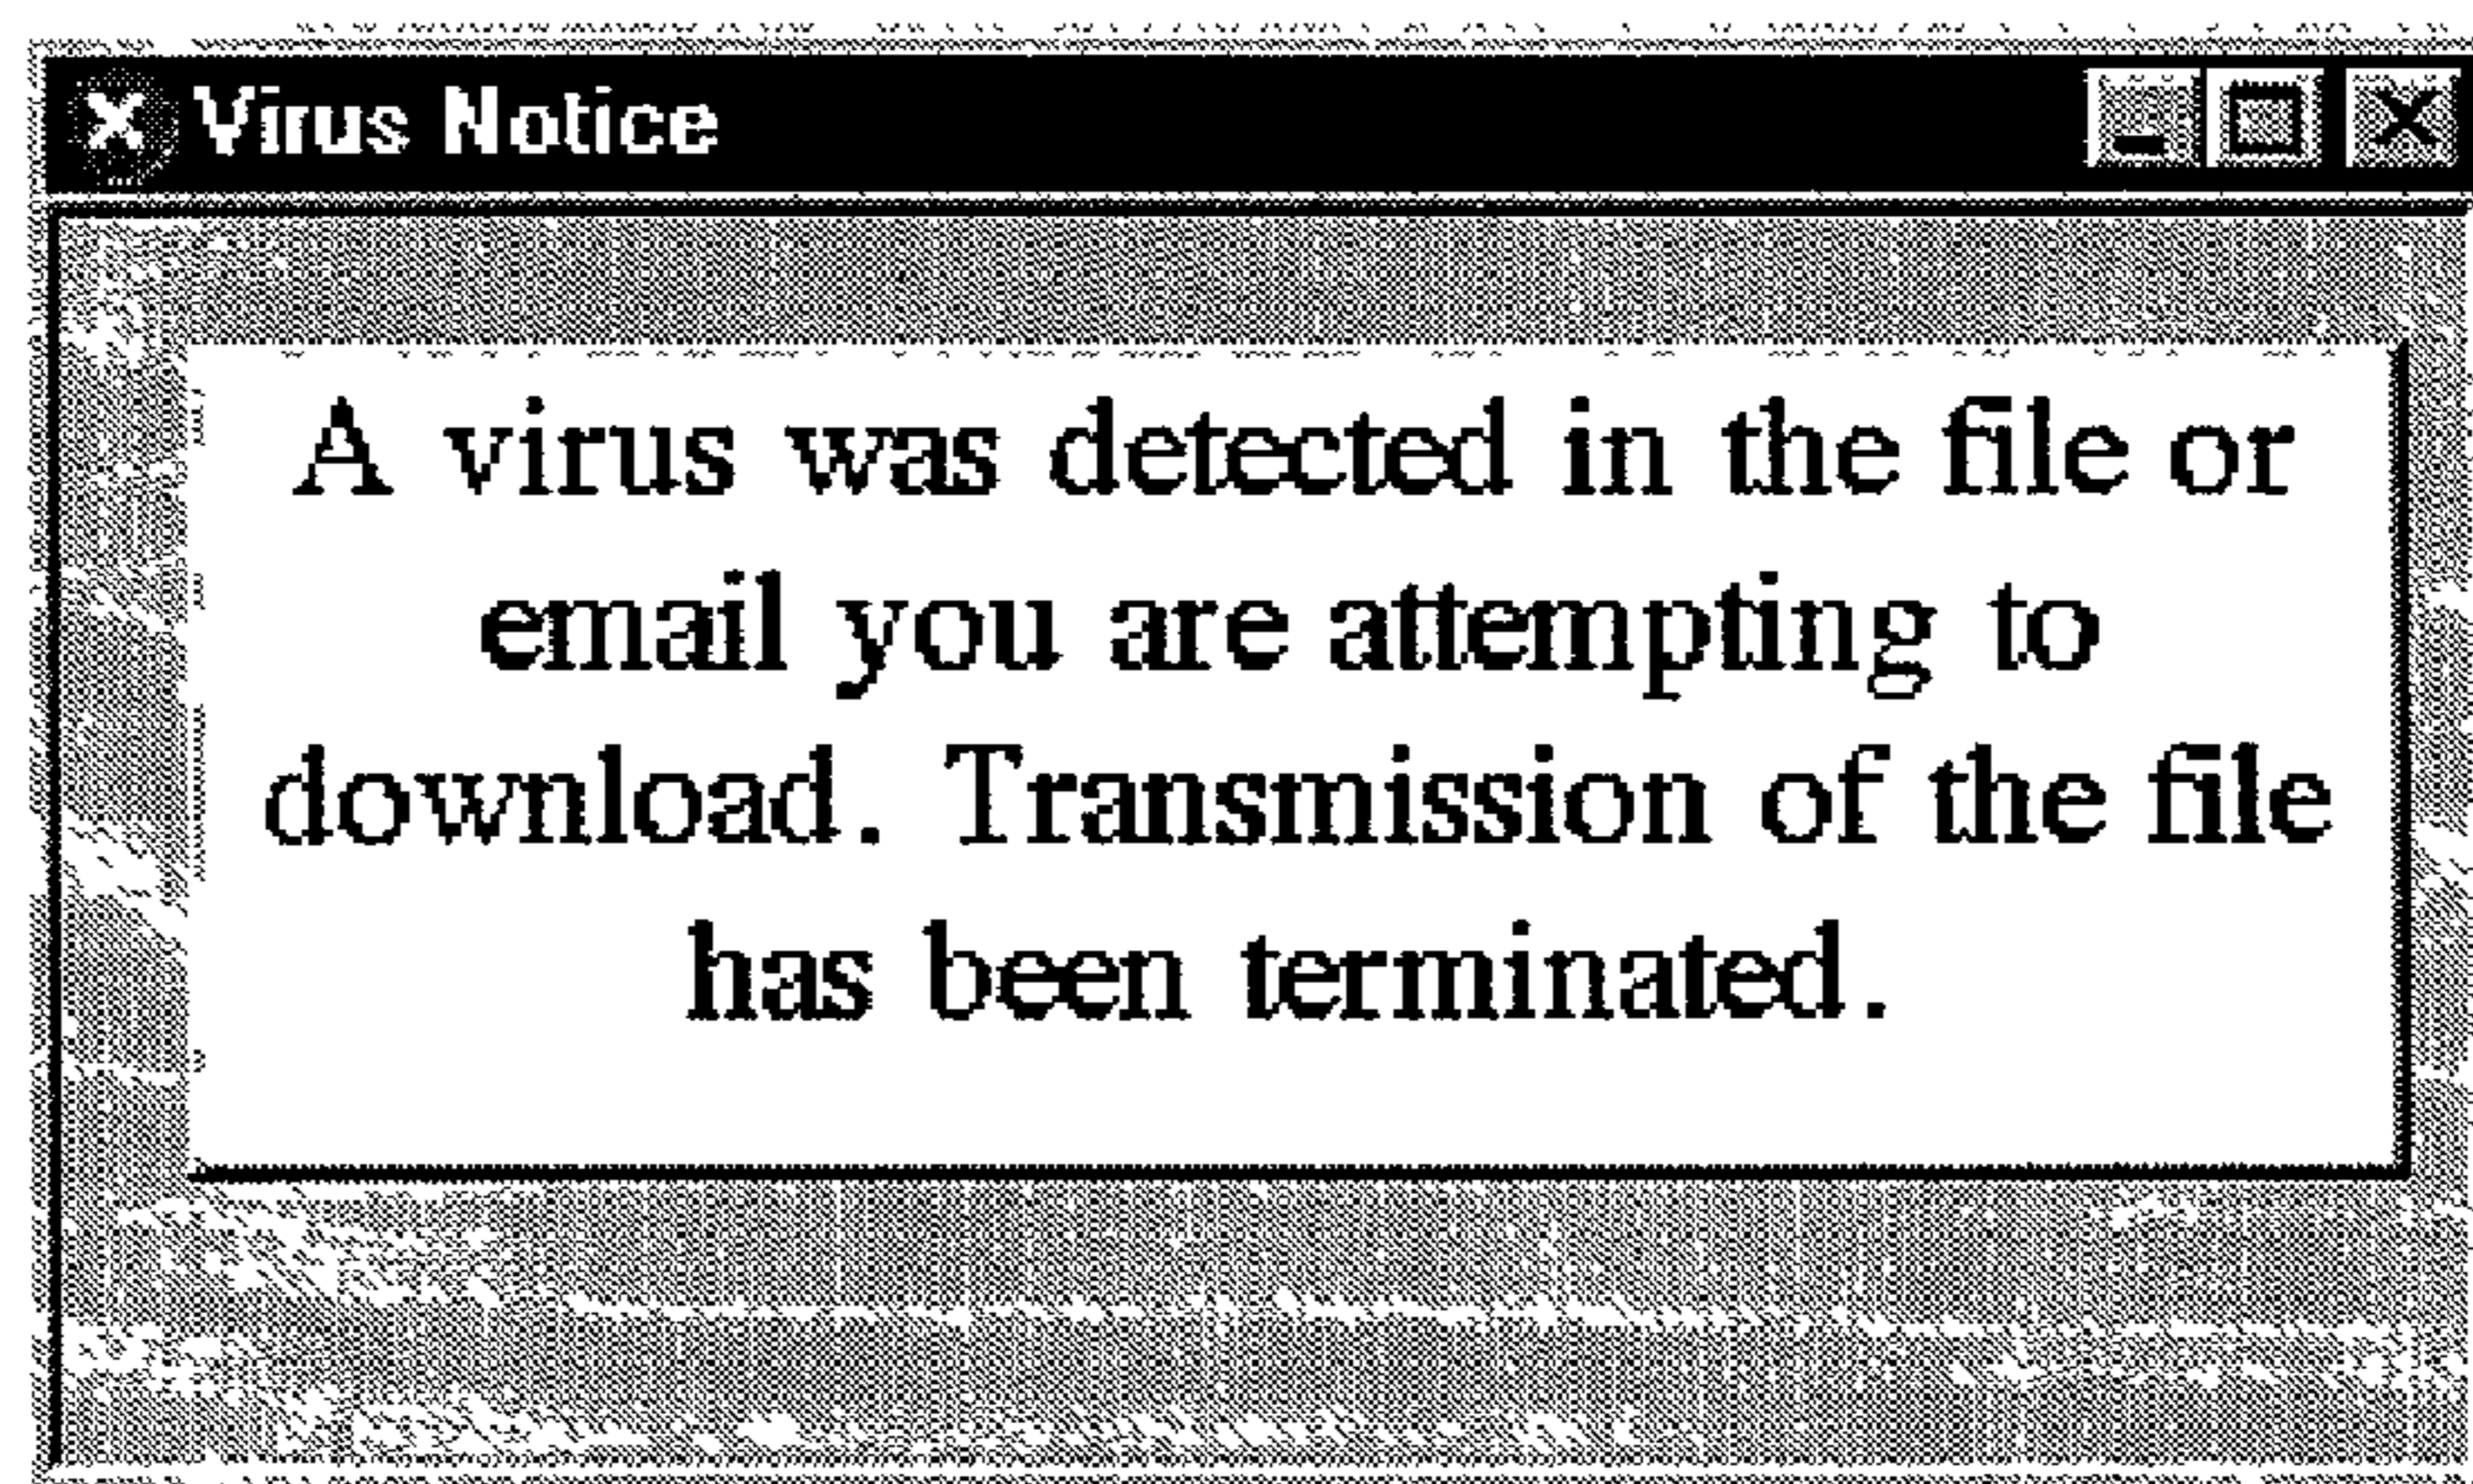 Virus Notice
A virus was detected in the file or
email you are attempting to
download. Transmission of the file
has been terminated.